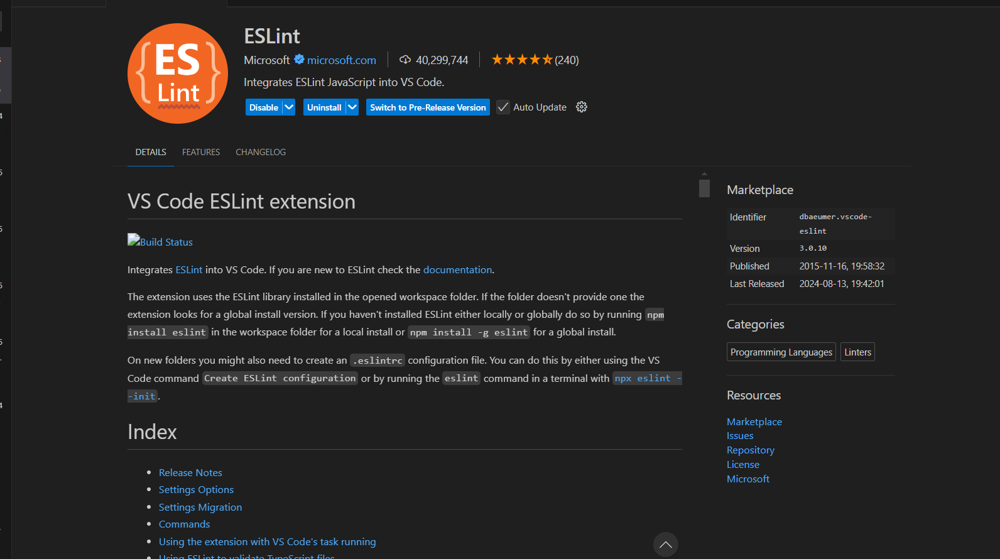 ES
Lint
ESLint
Microsoft microsoft.com 40,299,744 (240)
Integrates ESLint JavaScript into VS Code.
Disable Uninstall Switch to Pre-Release Version Auto Update
DETAILS FEATURES CHANGELOG
VS Code ESLint extension
Build Status
Integrates ESLint into VS Code. If you are new to ESLint check the documentation.
The extension uses the ESLint library installed in the opened workspace folder. If the folder doesn't provide one the
extension looks for a global install version. If you haven't installed ESLint either locally or globally do so by running npm
install eslint in the workspace folder for a local install or npm install -g eslint for a global install.
On new folders you might also need to create an .eslintrc configuration file. You can do this by either using the VS
Code command Create ESLint configuration or by running the eslint command in a terminal with npx eslint -
-init.
Index
Release Notes
Settings Options
Settings Migration
Commands
Using the extension with VS Code's task running
Using ESLint to validate TypeScript files
Marketplace
Identifier dbaeumer.vscode-
eslint
Version 3.0.10
Published 2015-11-16, 19:58:32
Last Released 2024-08-13, 19:42:01
Categories
Programming Languages Linters
Resources
Marketplace
Issues
Repository
License
Microsoft